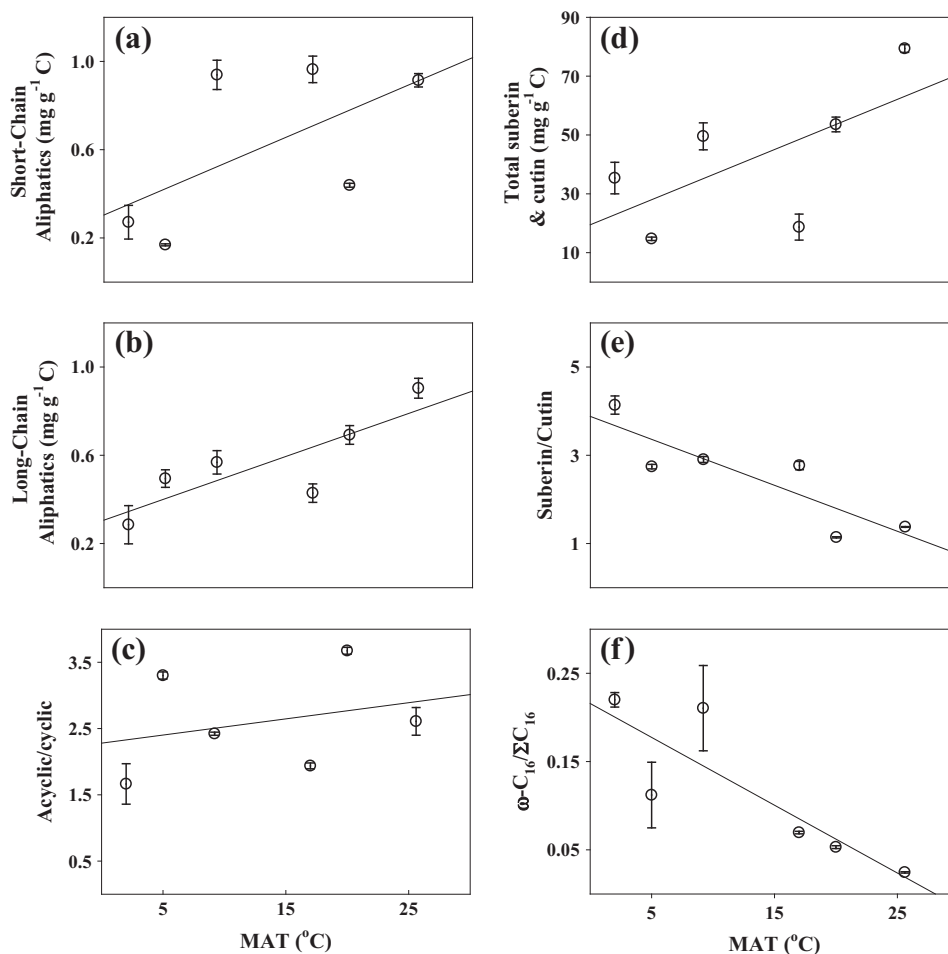 (a)
Short-Chain
Aliphatics (mg g⁻¹ C)
1.0
0.6
0.2
(d)
Total suberin
& cutin (mg g⁻¹ C)
90
70
50
30
10
(b)
Long-Chain
Aliphatics (mg g⁻¹ C)
1.0
0.6
0.2
(e)
Suberin/Cutin
5
3
1
(c)
Acyclic/cyclic
3.5
2.5
1.5
0.5
5 15 25
MAT (°C)
(f)
ω-C₁₆/ΣC₁₆
0.25
0.15
0.05
5 15 25
MAT (°C)